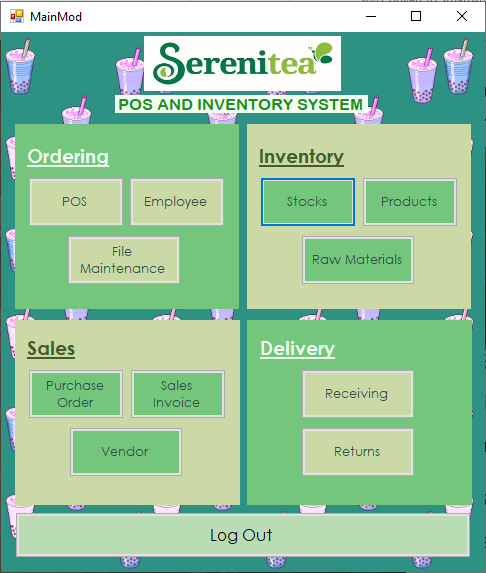 MainMod
Serenitea
POS AND INVENTORY SYSTEM
Ordering
POS
Employee
File
Maintenance
Inventory
Stocks
Products
Raw Materials
Sales
Purchase
Order
Sales
Invoice
Vendor
Delivery
Receiving
Returns
Log Out